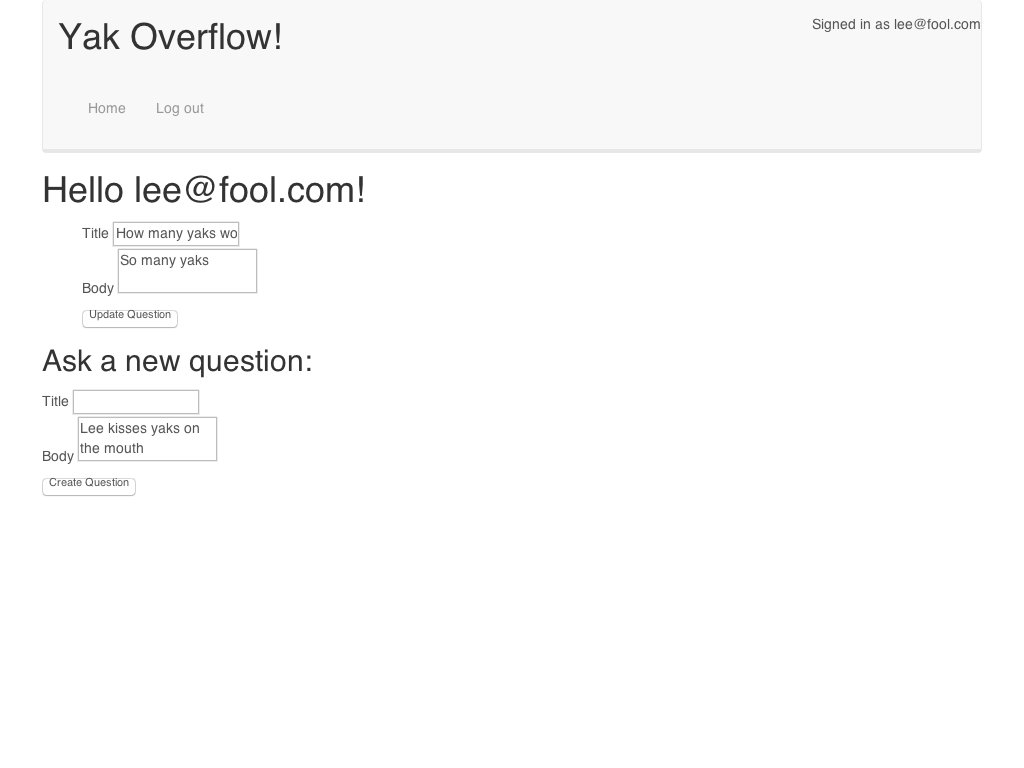 Yak Overflow!
Signed in as lee@fool.com
Home Log out
Hello lee@fool.com!
Title How many yaks wo
So many yaks
Body
Update Question
Ask a new question:
Title
Lee kisses yaks on
the mouth
Body
Create Question